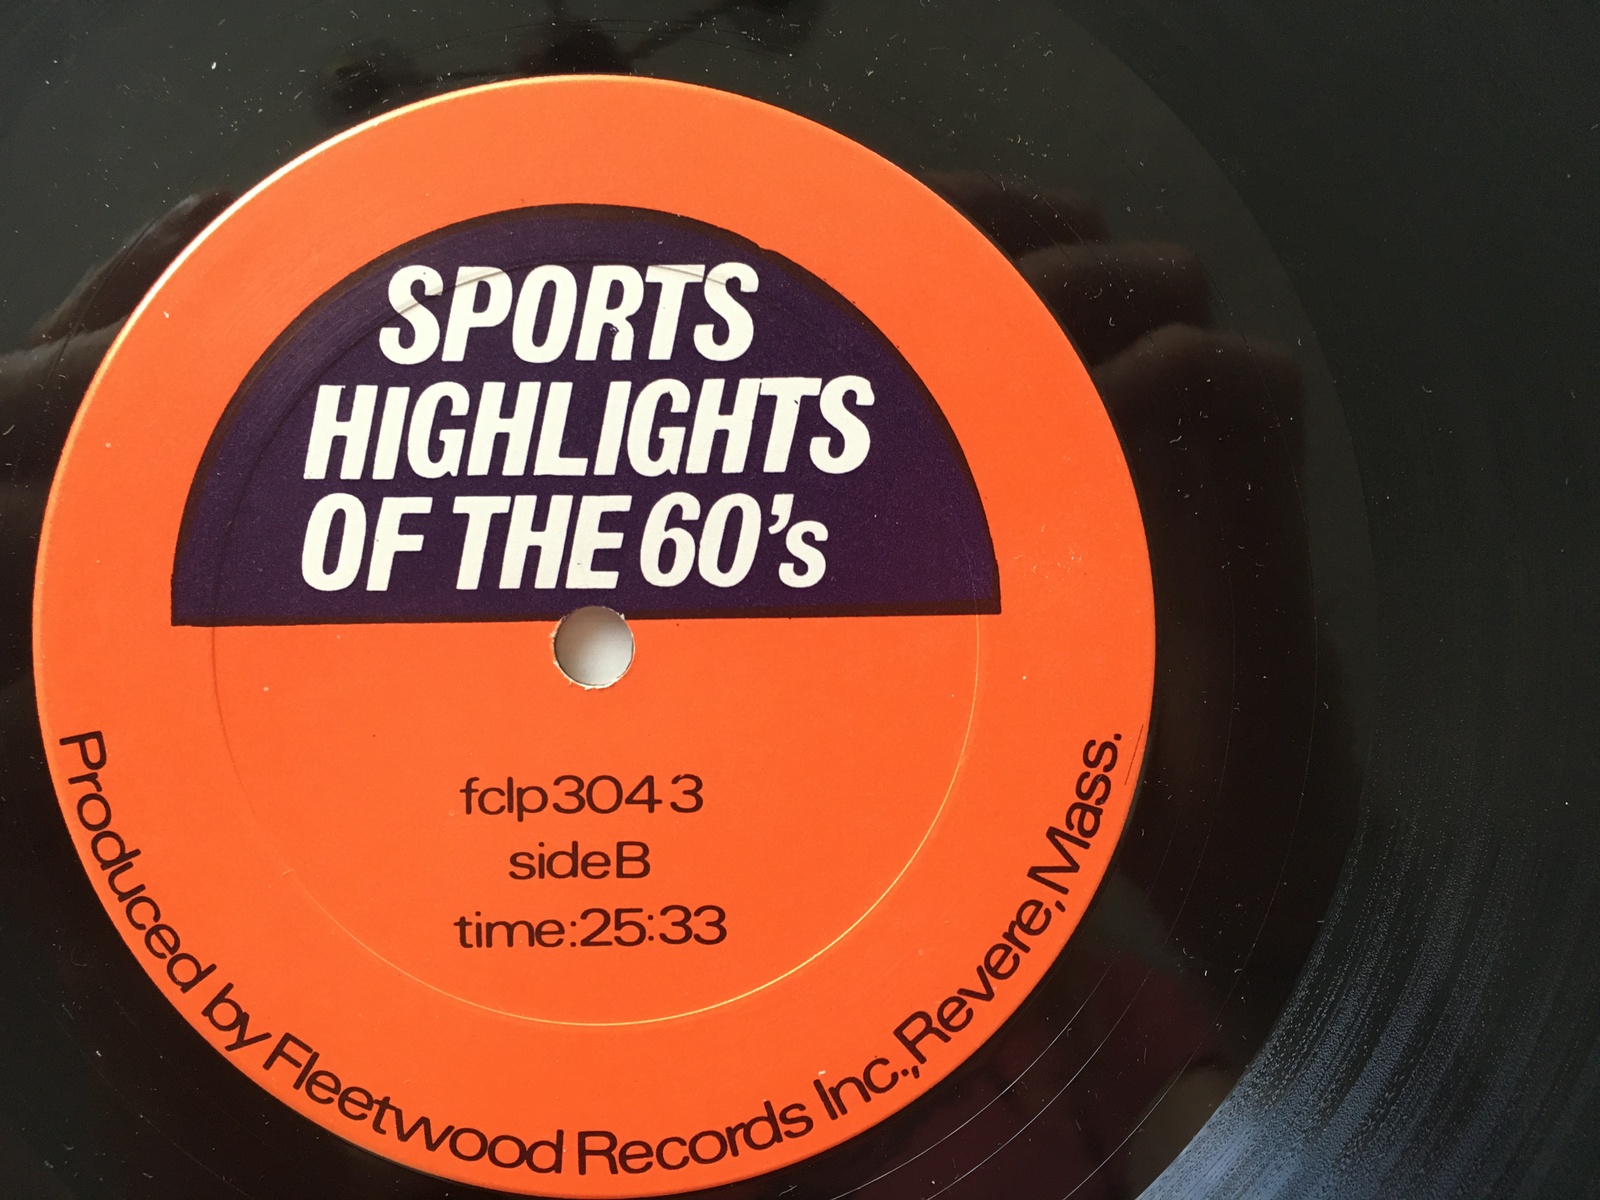 SPORTS
HIGHLIGHTS
OF THE 60's
fclp3043
sideB
time:25:33
Produced by Fleetwood Records Inc., Revere, Mass.